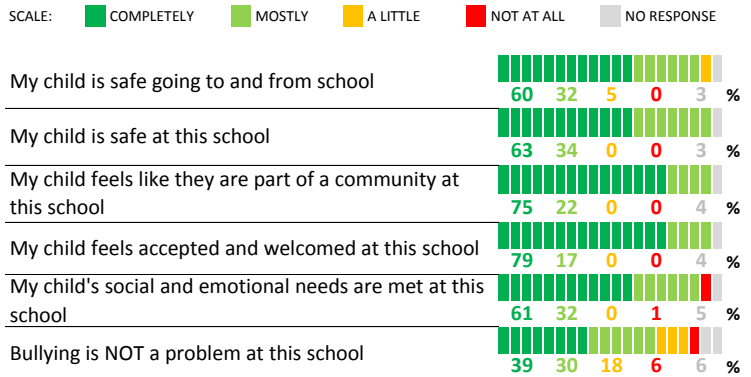 SCALE: COMPLETELY MOSTLY A LITTLE NOT AT ALL NO RESPONSE
My child is safe going to and from school
60 32 5 0 3 %
My child is safe at this school
63 34 0 0 3 %
My child feels like they are part of a community at
this school
75 22 0 0 4 %
My child feels accepted and welcomed at this school
79 17 0 0 4 %
My child's social and emotional needs are met at this
school
61 32 0 1 5 %
Bullying is NOT a problem at this school
39 30 18 6 6 %